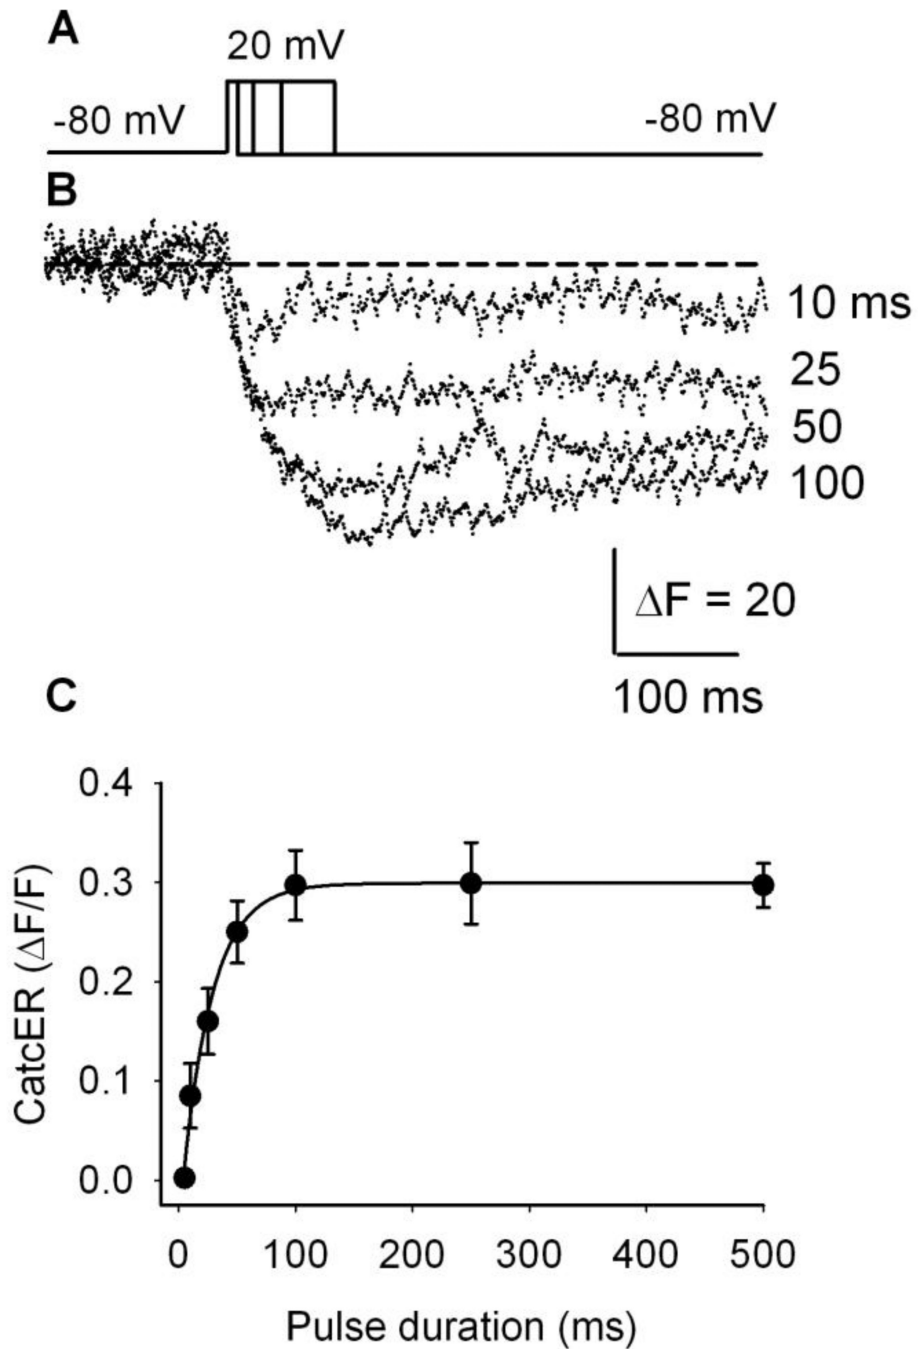 A
20 mV
-80 mV
-80 mV
B
10 ms
25
50
100
ΔF = 20
100 ms
C
0.4
0.3
0.2
0.1
0.0
CatcER (ΔF/F)
0 100 200 300 400 500
Pulse duration (ms)